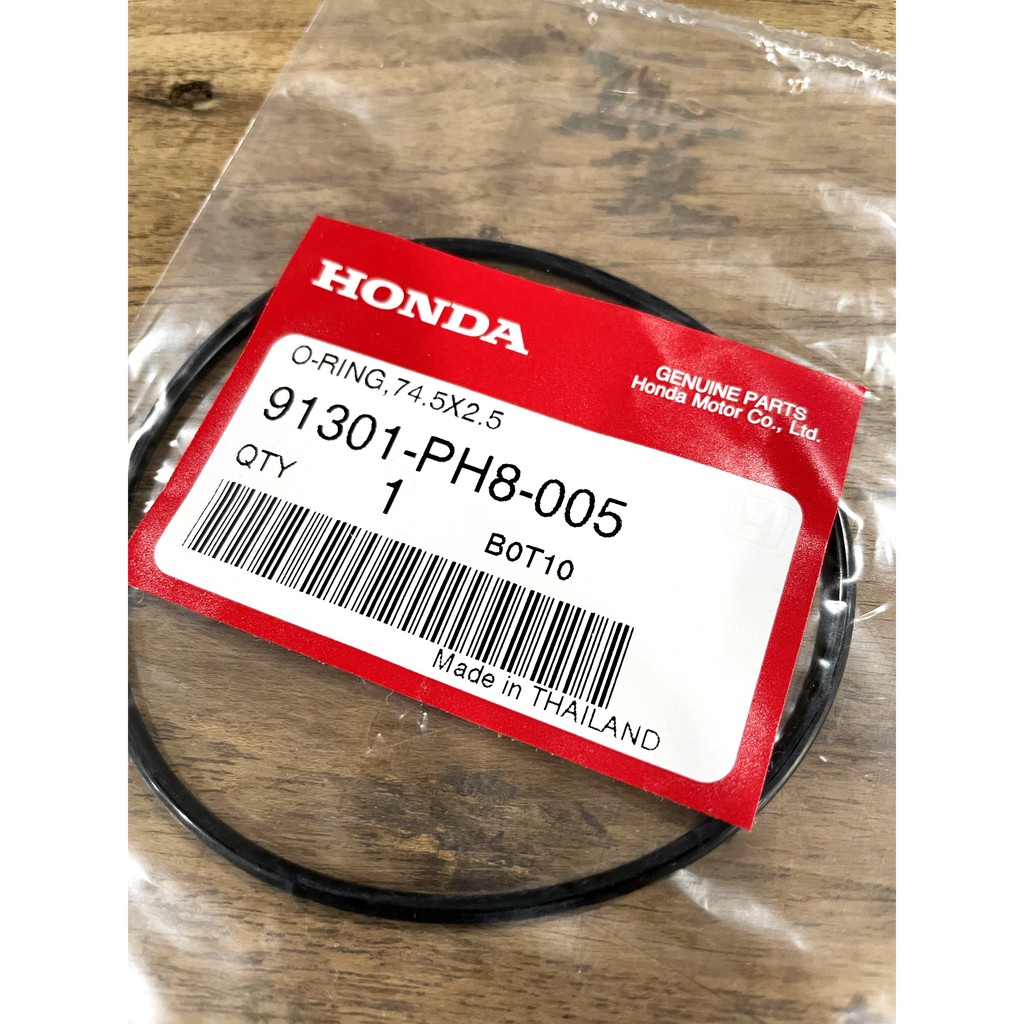 HONDA
GENUINE PARTS
Honda Motor Co., Ltd.
O-RING,74.5X2.5
91301-PH8-005
QTY 1
B0T10
Made in THAILAND